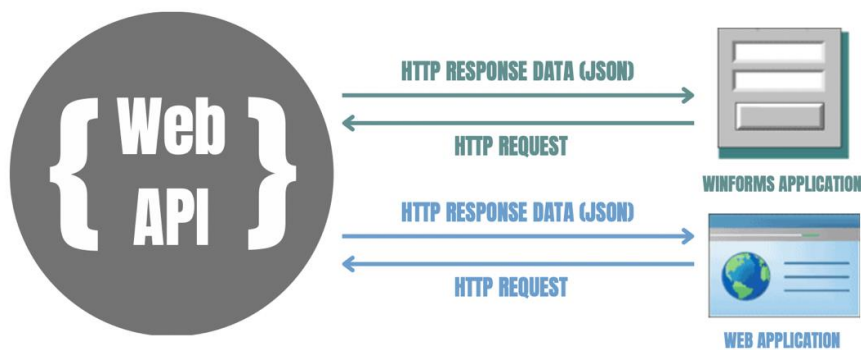 { Web
API }
HTTP RESPONSE DATA (JSON)
HTTP REQUEST
WINFORMS APPLICATION
HTTP RESPONSE DATA (JSON)
HTTP REQUEST
WEB APPLICATION